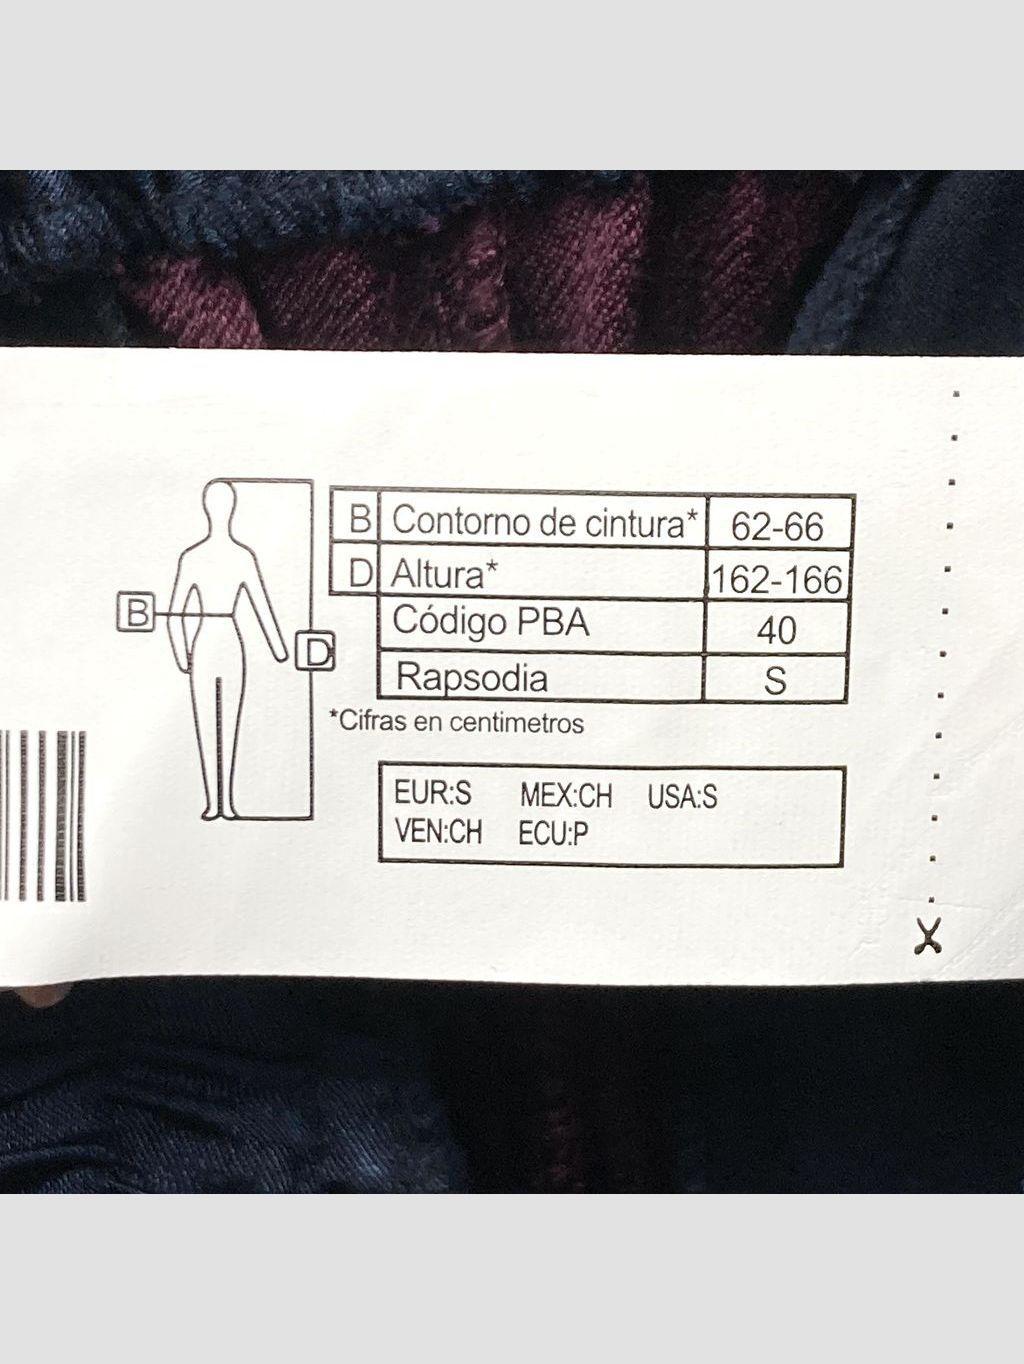 B Contorno de cintura* 62-66
D Altura* 162-166
Código PBA 40
Rapsodia S
*Cifras en centimetros
B
D
EUR:S MEX:CH USA:S
VEN:CH ECU:P